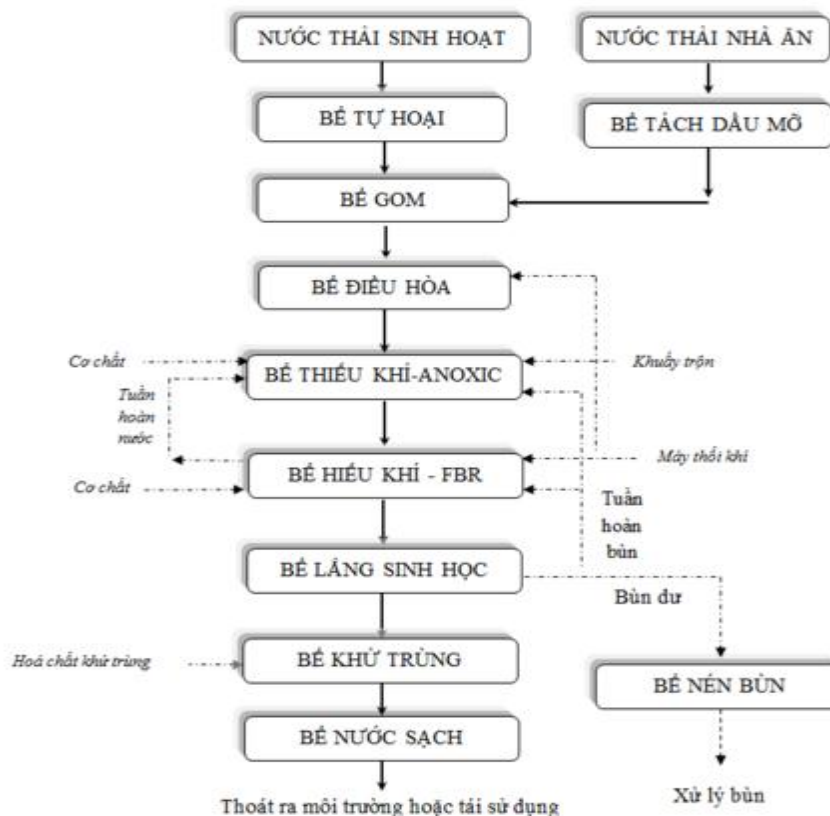 NƯỚC THẢI SINH HOẠT
NƯỚC THẢI NHÀ ĂN
BỂ TỰ HOẠI
BỂ TÁCH DẦU MỠ
BỂ GOM
BỂ ĐIỀU HÒA
Cơ chất
BỂ THIẾU KHÍ-ANOXIC
Khuấy trộn
Tuần
hoàn
nước
BỂ HIẾU KHÍ - FBR
Máy thổi khí
Cơ chất
Tuần
hoàn
bùn
BỂ LẮNG SINH HỌC
Bùn dư
Hoá chất khử trùng
BỂ KHỬ TRÙNG
BỂ NÉN BÙN
BỂ NƯỚC SẠCH
Thoát ra môi trường hoặc tái sử dụng
Xử lý bùn